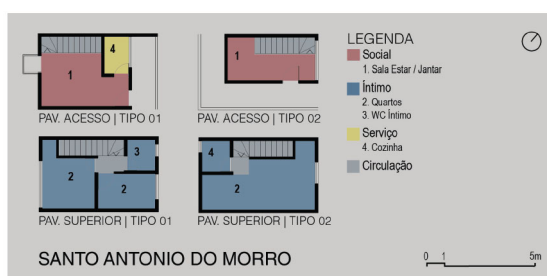 4
1
PAV. ACESSO | TIPO 01
1
PAV. ACESSO | TIPO 02
2
3
2
PAV. SUPERIOR | TIPO 01
4
2
PAV. SUPERIOR | TIPO 02
LEGENDA
Social
1. Sala Estar / Jantar
Íntimo
2. Quartos
3. WC Íntimo
Serviço
4. Cozinha
Circulação
SANTO ANTONIO DO MORRO
0 1 5m